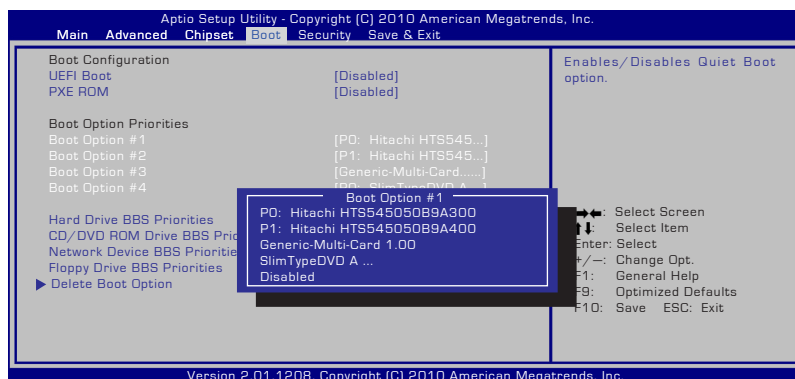 Aptio Setup Utility - Copyright (C) 2010 American Megatrends, Inc.
Main Advanced Chipset Boot Security Save & Exit
Boot Configuration
UEFI Boot [Disabled]
PXE ROM [Disabled]
Boot Option Priorities
Boot Option #1 [P0: Hitachi HTS545...]
Boot Option #2 [P1: Hitachi HTS545...]
Boot Option #3 [Generic-Multi-Card......]
Boot Option #4
Hard Drive BBS Priorities
CD/DVD ROM Drive BBS
Network Device BBS
Floppy Drive BBS Priorities
Delete Boot Option
Boot Option #1
P0: Hitachi HTS545050B9A300
P1: Hitachi HTS545050B9A400
Generic-Multi-Card 1.00
SlimTypeDVD A ...
Disabled
Enables/Disables Quiet Boot
option.
→←: Select Screen
↑↓: Select Item
Enter: Select
+/—: Change Opt.
F1: General Help
F9: Optimized Defaults
F10: Save ESC: Exit
Version 2.01.1208. Copyright (C) 2010 American Megatrends, Inc.